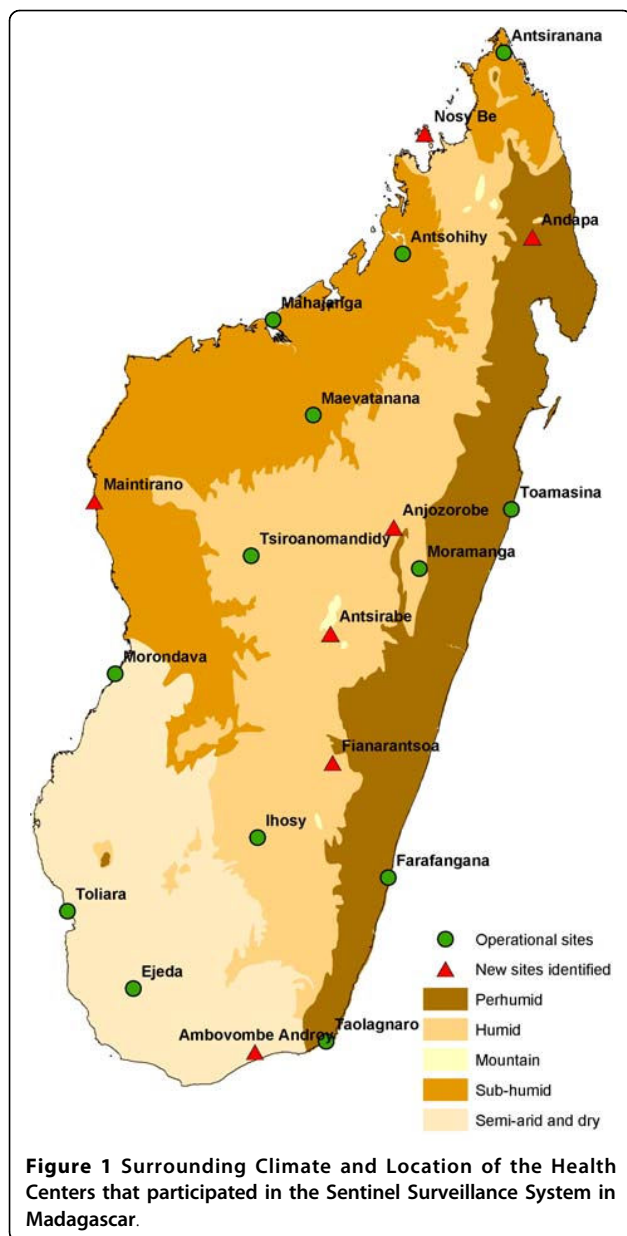 Antsiranana
Nosy Be
Andapa
Antsohihy
Mahajanga
Maevatanana
Maintirano
Toamasina
Anjozorobe
Tsiroanomandidy
Moramanga
Antsirabe
Morondava
Fianarantsoa
Ihosy
Farafangana
Toliara
Operational sites
New sites identified
Ejeda
Perhumid
Ambovombe Androy
Taolagnaro
Humid
Mountain
Sub-humid
Semi-arid and dry
Figure 1 Surrounding Climate and Location of the Health
Centers that participated in the Sentinel Surveillance System in
Madagascar.